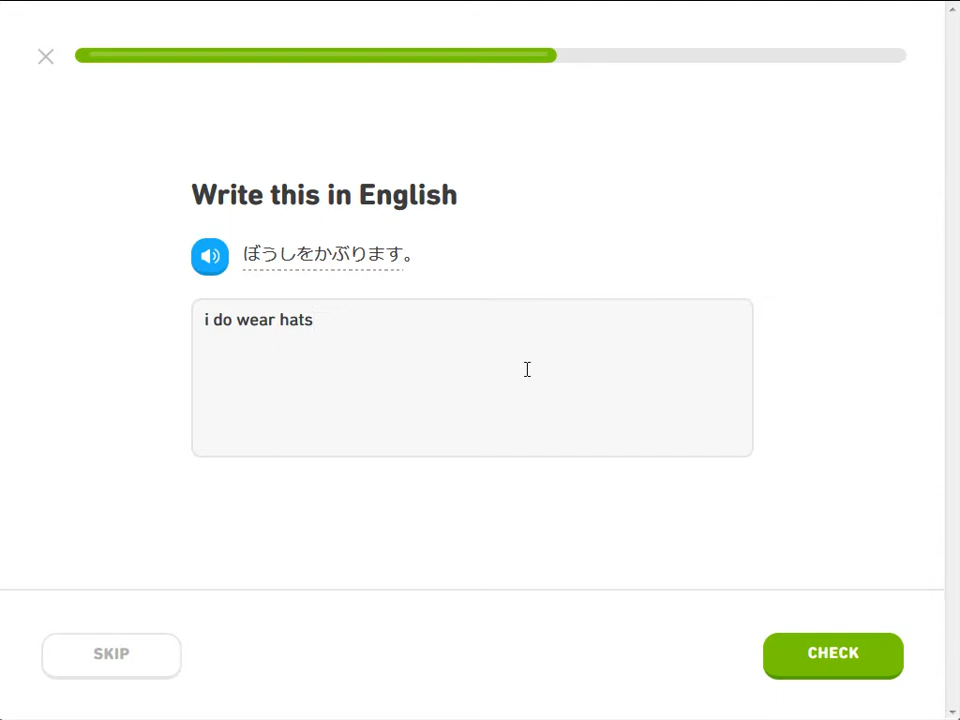 Write this in English
ぼうしをかぶります。
i do wear hats
SKIP
CHECK